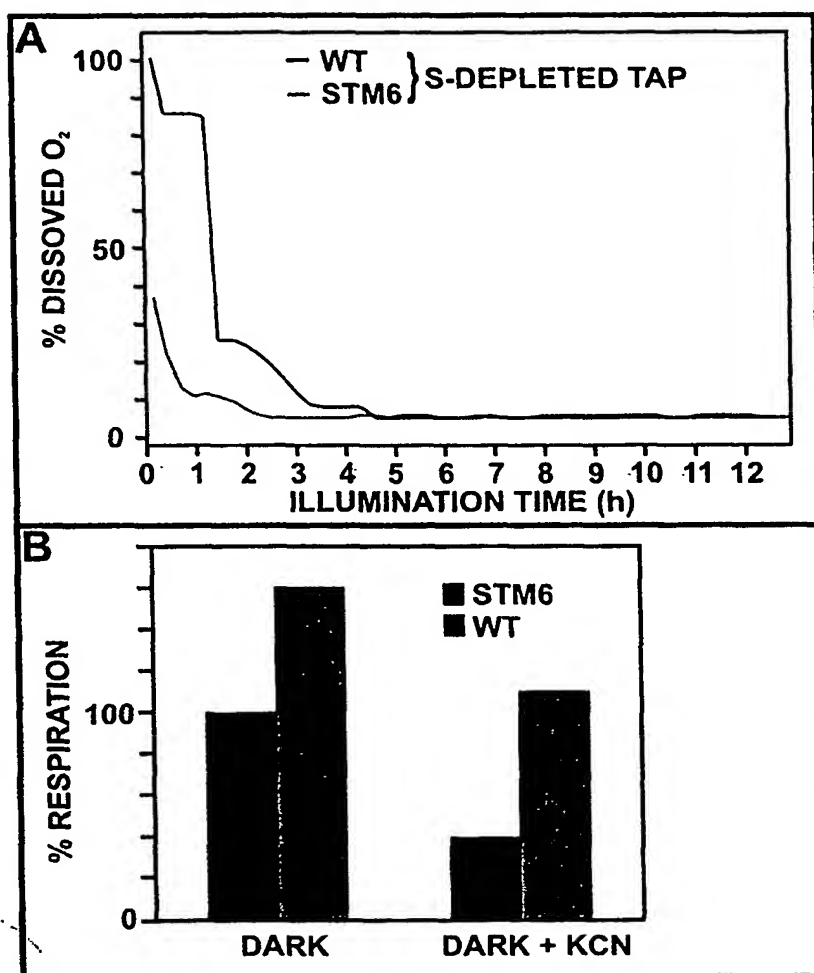 A
WT
STM6
} S-DEPLETED TAP
% DISSOVED O₂
100
50
0
0 1 2 3 4 5 6 7 8 9 10 11 12
ILLUMINATION TIME (h)
B
STM6
WT
% RESPIRATION
100
0
DARK DARK + KCN